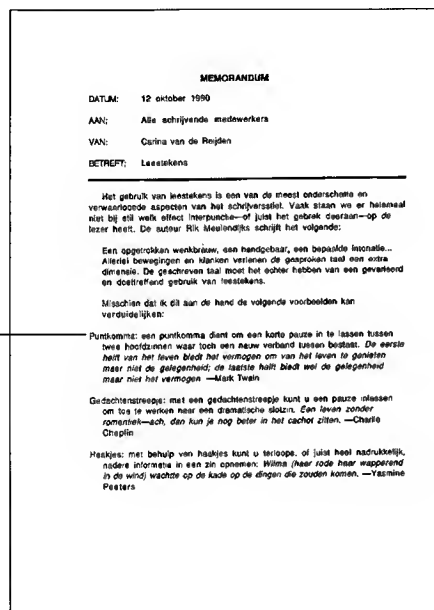 MEMORANDUM
DATUM: 12 oktober 1990
AAN: Alle schrijvende medewerkers
VAN: Carina van de Reijden
BETREFT: Leestekens
Het gebruik van leestekens is een van de meest onderschatte en
verwaarloosde aspecten van het schrijversstiel. Vaak staan we er helemaal
niet bij stil welk effect interpunctie—of juist het gebrek daaraan—op de
lezer heeft. De auteur Rik Meulendijks schrijft het volgende:
Een opgetrokken wenkbrauw, een handgebaar, een bepaalde intonatie...
Allerlei bewegingen en klanken verlenen de gesproken taal een extra
dimensie. De geschreven taal moet het echter hebben van een gevarieerd
en doeltreffend gebruik van leestekens.
Misschien dat ik dit aan de hand de volgende voorbeelden kan
verduidelijken:
Puntkomma: een puntkomma dient om een korte pauze in te lassen tussen
twee hoofdzinnen waar toch een nauw verband tussen bestaat. De eerste
helft van het leven biedt het vermogen om van het leven te genieten
maar niet de gelegenheid; de laatste helft biedt wel de gelegenheid
maar niet het vermogen —Mark Twain
Gedachtenstreepje: met een gedachtenstreepje kunt u een pauze inlassen
om toe te werken naar een dramatische slotzin. Een leven zonder
romantiek—ach, dan kun je nog beter in het cachot zitten. —Charlie
Chaplin
Haakjes: met behulp van haakjes kunt u terloops, of juist heel nadrukkelijk,
nadere informatie in een zin opnemen: Wilma (haar rode haar wapperend
in de wind) wachtte op de kade op de dingen die zouden komen. —Yasmine
Peeters